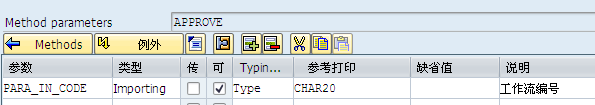 Method parameters APPROVE
Methods 例外
参数 类型 传 可 Typin... 参考打印 缺省值 说明
PARA_IN_CODE Importing Type CHAR20 工作流编号